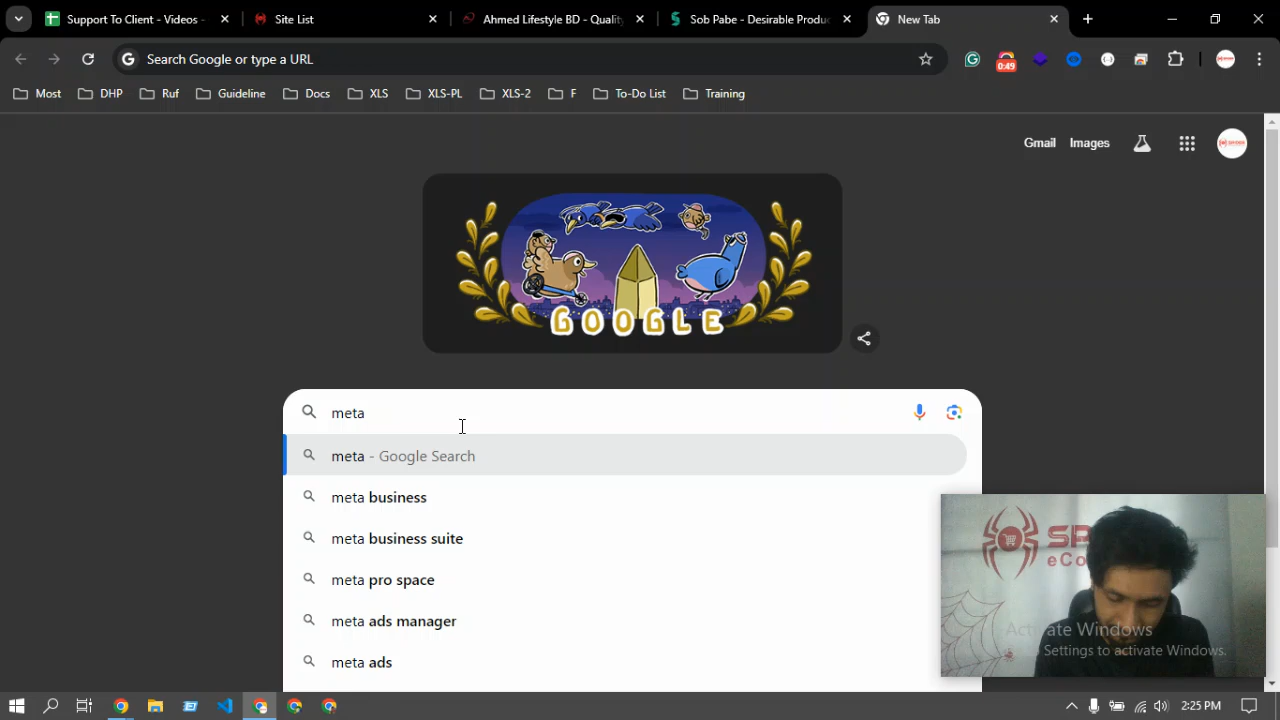 Support To Client - Videos -
Site List
Ahmed Lifestyle BD - Quality
Sob Pabe - Desirable Produc
New Tab
Search Google or type a URL
0:49
Most
DHP
Ruf
Guideline
Docs
XLS
XLS-PL
XLS-2
F
To-Do List
Training
Gmail
Images
GOOGLE
meta
meta - Google Search
meta business
meta business suite
meta pro space
meta ads manager
meta ads
SP
eCo
Activate Windows
Settings to activate Windows.
2:25 PM